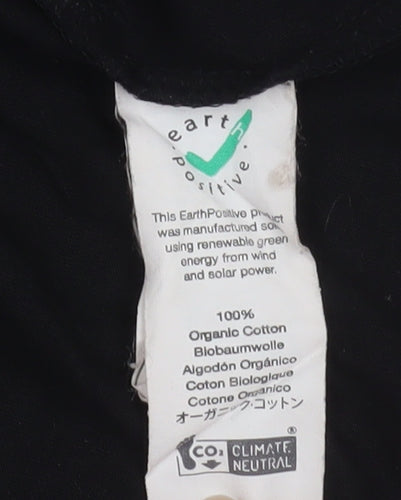 earth positive
This EarthPositive product
was manufactured solely
using renewable green
energy from wind
and solar power.
100%
Organic Cotton
Biobaumwolle
Algodón Orgánico
Coton Biologique
Cotone Organico
オーガニック・コットン
®
CO₂ CLIMATE
NEUTRAL